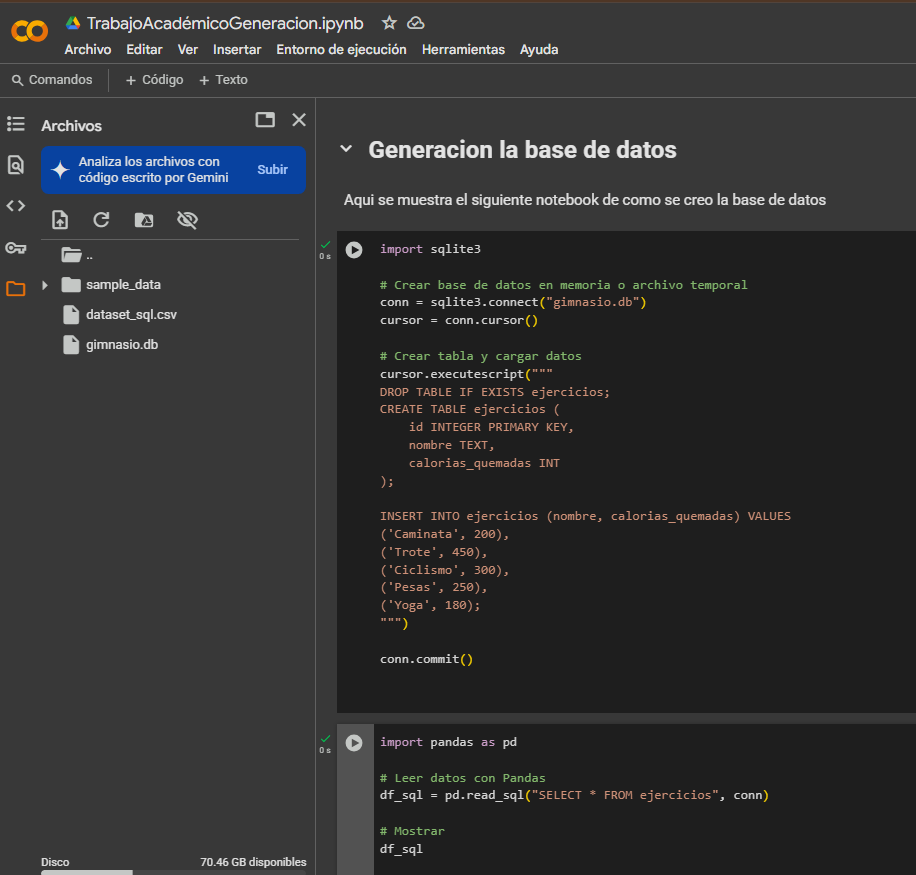 TrabajoAcadémicoGeneracion.ipynb
Archivo Editar Ver Insertar Entorno de ejecución Herramientas Ayuda
Comandos + Código + Texto
Archivos
Analiza los archivos con
código escrito por Gemini
Subir
..
sample_data
dataset_sql.csv
gimnasio.db
Disco 70.46 GB disponibles
Generacion la base de datos
Aqui se muestra el siguiente notebook de como se creo la base de datos
0 s
import sqlite3
# Crear base de datos en memoria o archivo temporal
conn = sqlite3.connect("gimnasio.db")
cursor = conn.cursor()
# Crear tabla y cargar datos
cursor.executescript("""
DROP TABLE IF EXISTS ejercicios;
CREATE TABLE ejercicios (
    id INTEGER PRIMARY KEY,
    nombre TEXT,
    calorias_quemadas INT
);
INSERT INTO ejercicios (nombre, calorias_quemadas) VALUES
('Caminata', 200),
('Trote', 450),
('Ciclismo', 300),
('Pesas', 250),
('Yoga', 180);
""")
conn.commit()
0 s
import pandas as pd
# Leer datos con Pandas
df_sql = pd.read_sql("SELECT * FROM ejercicios", conn)
# Mostrar
df_sql